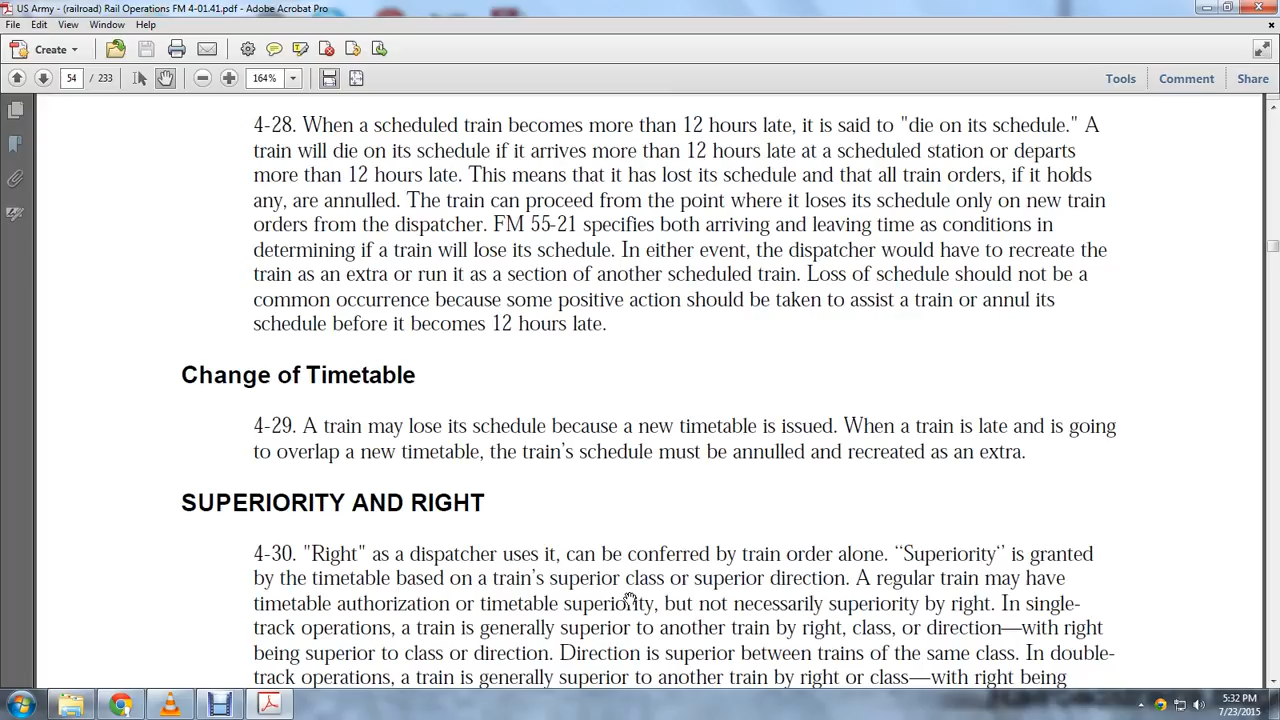 US Army - (railroad) Rail Operations FM 4-01.41.pdf - Adobe Acrobat Pro
File Edit View Window Help
Create
54 / 233 164% Tools Comment Share
4-28. When a scheduled train becomes more than 12 hours late, it is said to "die on its schedule." A
train will die on its schedule if it arrives more than 12 hours late at a scheduled station or departs
more than 12 hours late. This means that it has lost its schedule and that all train orders, if it holds
any, are annulled. The train can proceed from the point where it loses its schedule only on new train
orders from the dispatcher. FM 55-21 specifies both arriving and leaving time as conditions in
determining if a train will lose its schedule. In either event, the dispatcher would have to recreate the
train as an extra or run it as a section of another scheduled train. Loss of schedule should not be a
common occurrence because some positive action should be taken to assist a train or annul its
schedule before it becomes 12 hours late.
Change of Timetable
4-29. A train may lose its schedule because a new timetable is issued. When a train is late and is going
to overlap a new timetable, the train's schedule must be annulled and recreated as an extra.
SUPERIORITY AND RIGHT
4-30. "Right" as a dispatcher uses it, can be conferred by train order alone. “Superiority‘’ is granted
by the timetable based on a train's superior class or superior direction. A regular train may have
timetable authorization or timetable superiority, but not necessarily superiority by right. In single-
track operations, a train is generally superior to another train by right, class, or direction—with right
being superior to class or direction. Direction is superior between trains of the same class. In double-
track operations, a train is generally superior to another train by right or class—with right being
5:32 PM
7/23/2015